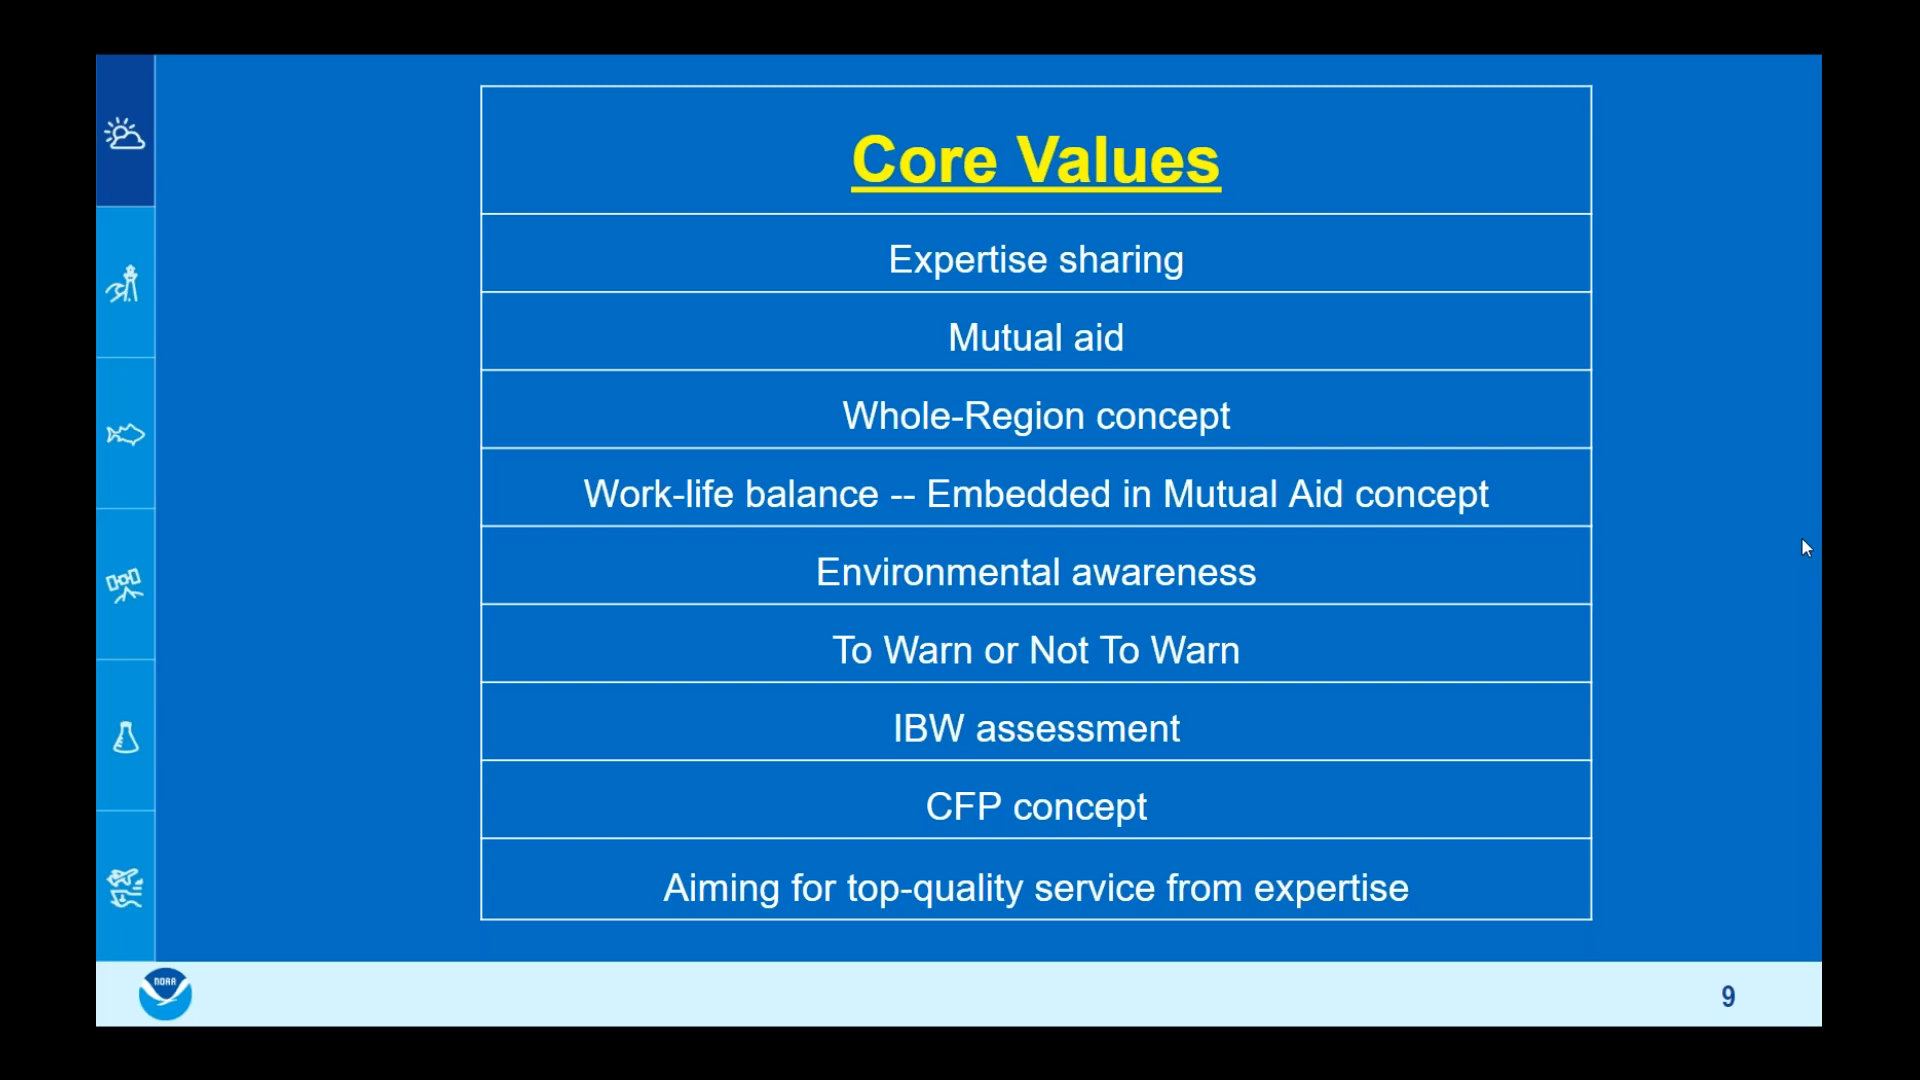 Core Values
Expertise sharing
Mutual aid
Whole-Region concept
Work-life balance -- Embedded in Mutual Aid concept
Environmental awareness
To Warn or Not To Warn
IBW assessment
CFP concept
Aiming for top-quality service from expertise
NOAA
9